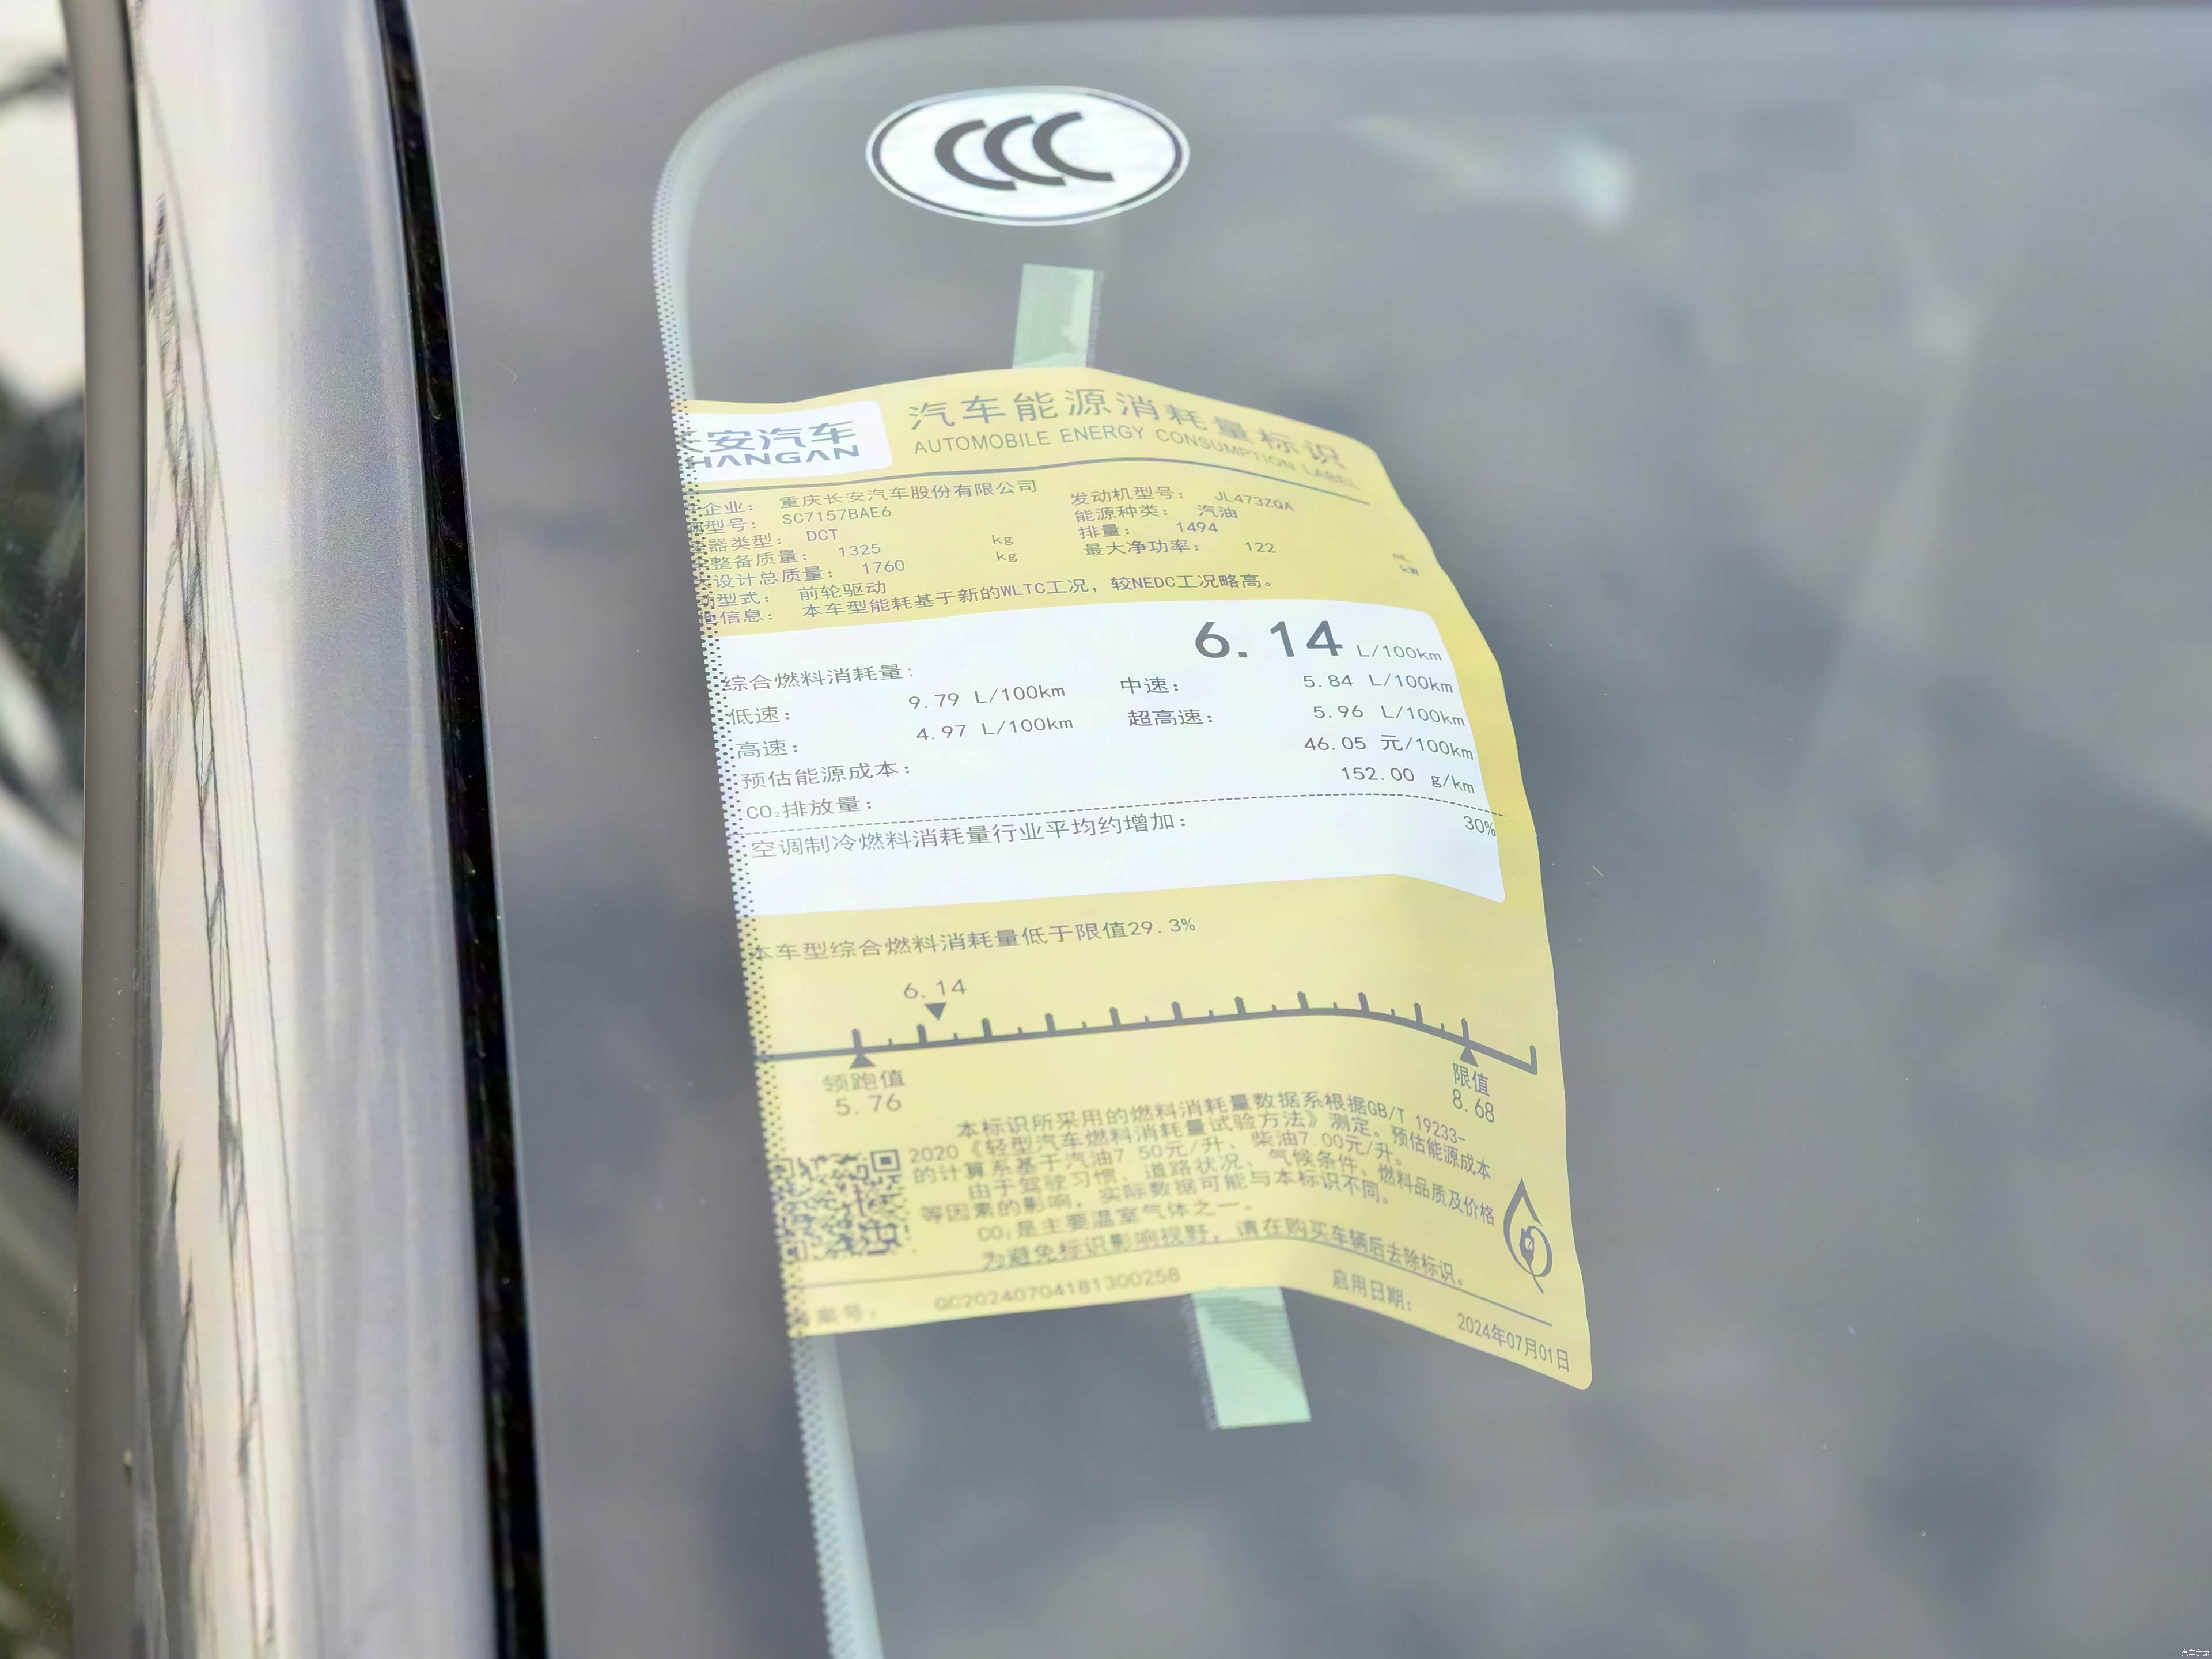 CCC
长安汽车
CHANGAN
汽车能源消耗量标识
AUTOMOBILE ENERGY CONSUMPTION LABEL
企业： 重庆长安汽车股份有限公司
型号： SC7157BAE6
器类型： DCT
整备质量： 1325 kg
设计总质量： 1760 kg
型式： 前轮驱动
信息： 本车型能耗基于新的WLTC工况，较NEDC工况略高。
发动机型号： JL473ZQA
能源种类： 汽油
排量： 1494 mL
最大净功率： 122 kW
综合燃料消耗量： 6.14 L/100km
低速： 9.79 L/100km 中速： 5.84 L/100km
高速： 4.97 L/100km 超高速： 5.96 L/100km
预估能源成本： 46.05 元/100km
CO₂排放量： 152.00 g/km
空调制冷燃料消耗量行业平均约增加： 30%
本车型综合燃料消耗量低于限值29.3%
6.14
领跑值
5.76
限值
8.68
本标识所采用的燃料消耗量数据系根据GB/T 19233-
2020《轻型汽车燃料消耗量试验方法》测定。预估能源成本
的计算系基于汽油7.50元/升、柴油7.00元/升。
由于驾驶习惯、道路状况、气候条件、燃料品质及价格
等因素的影响，实际数据可能与本标识不同。
CO₂是主要温室气体之一。
为避免标识影响视野，请在购买车辆后去除标识。
案号： GC20240704181300258 启用日期： 2024年07月01日
汽车之家